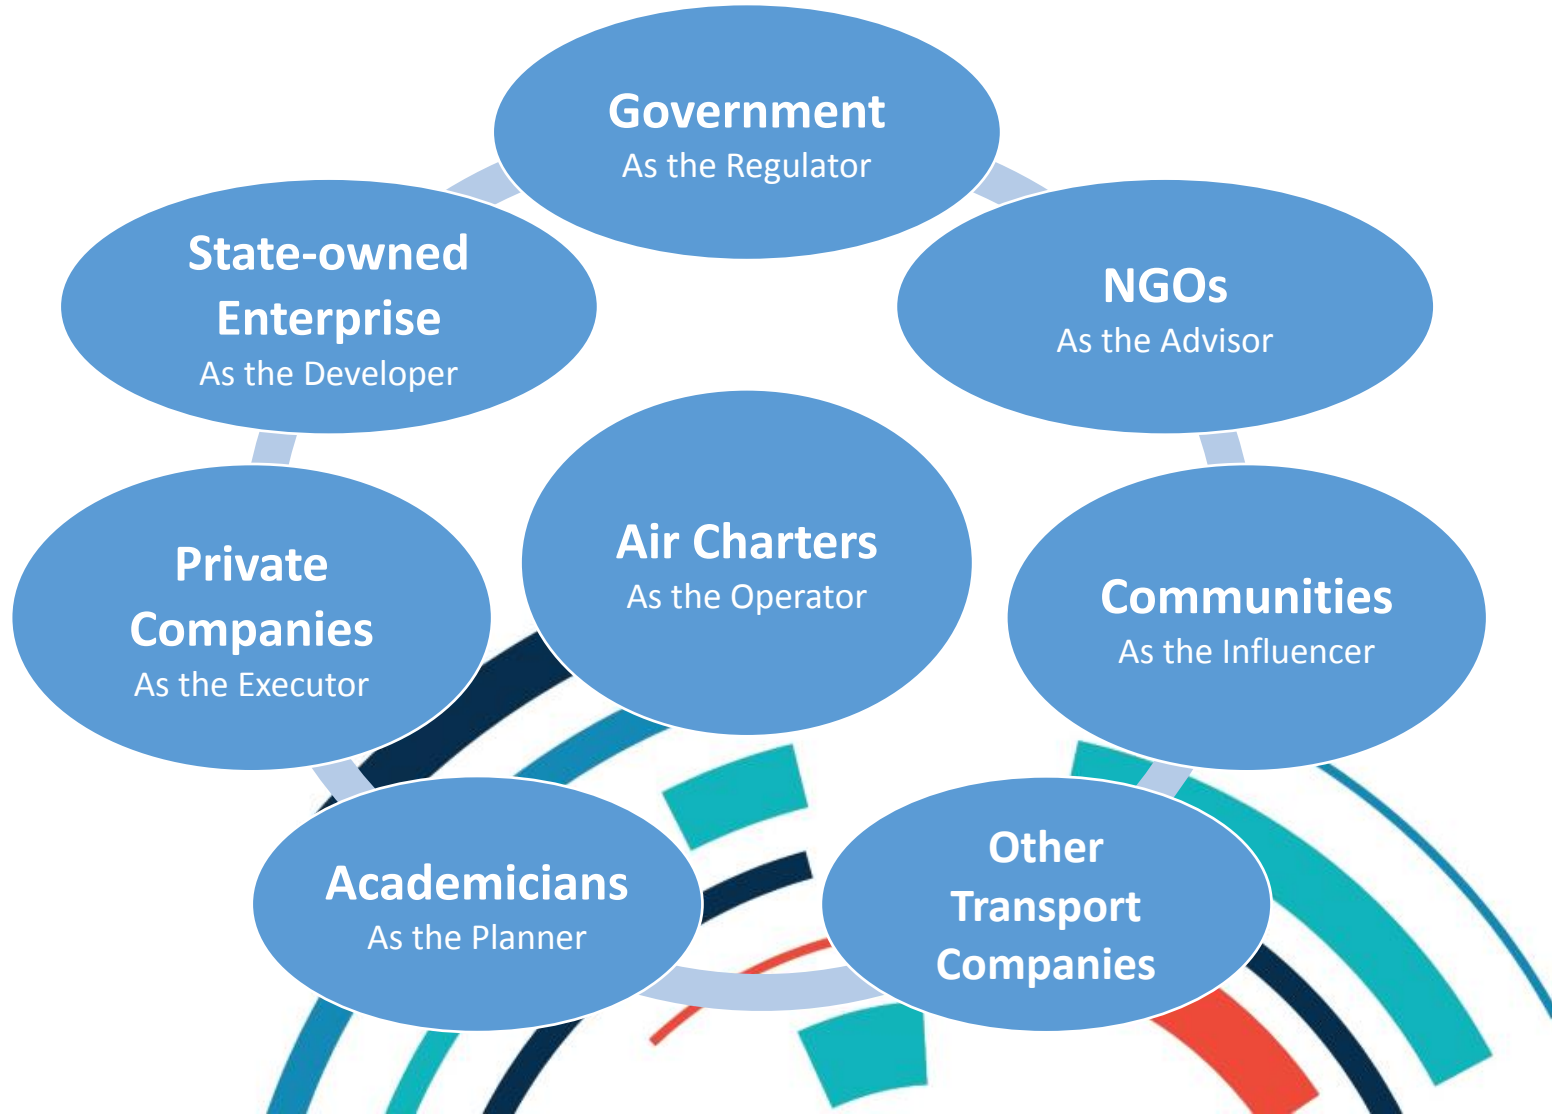 Government
As the Regulator
State-owned
Enterprise
As the Developer
NGOs
As the Advisor
Private
Companies
As the Executor
Air Charters
As the Operator
Communities
As the Influencer
Academicians
As the Planner
Other
Transport
Companies